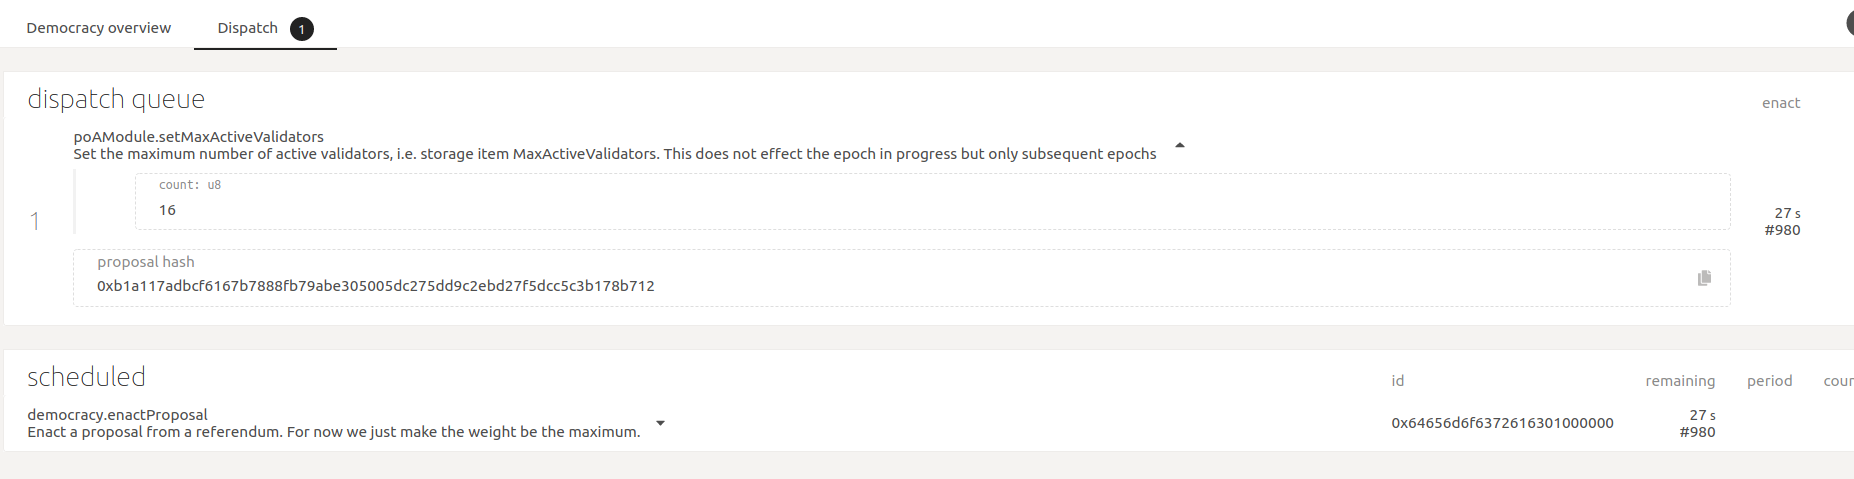 Democracy overview
Dispatch 1
dispatch queue
enact
poAModule.setMaxActiveValidators
Set the maximum number of active validators, i.e. storage item MaxActiveValidators. This does not effect the epoch in progress but only subsequent epochs
count: u8
16
1
27 s
#980
proposal hash
0xb1a117adbcf6167b7888fb79abe305005dc275dd9c2ebd27f5dcc5c3b178b712
scheduled
id
remaining
period
democracy.enactProposal
Enact a proposal from a referendum. For now we just make the weight be the maximum.
0x64656d6f6372616301000000
27 s
#980